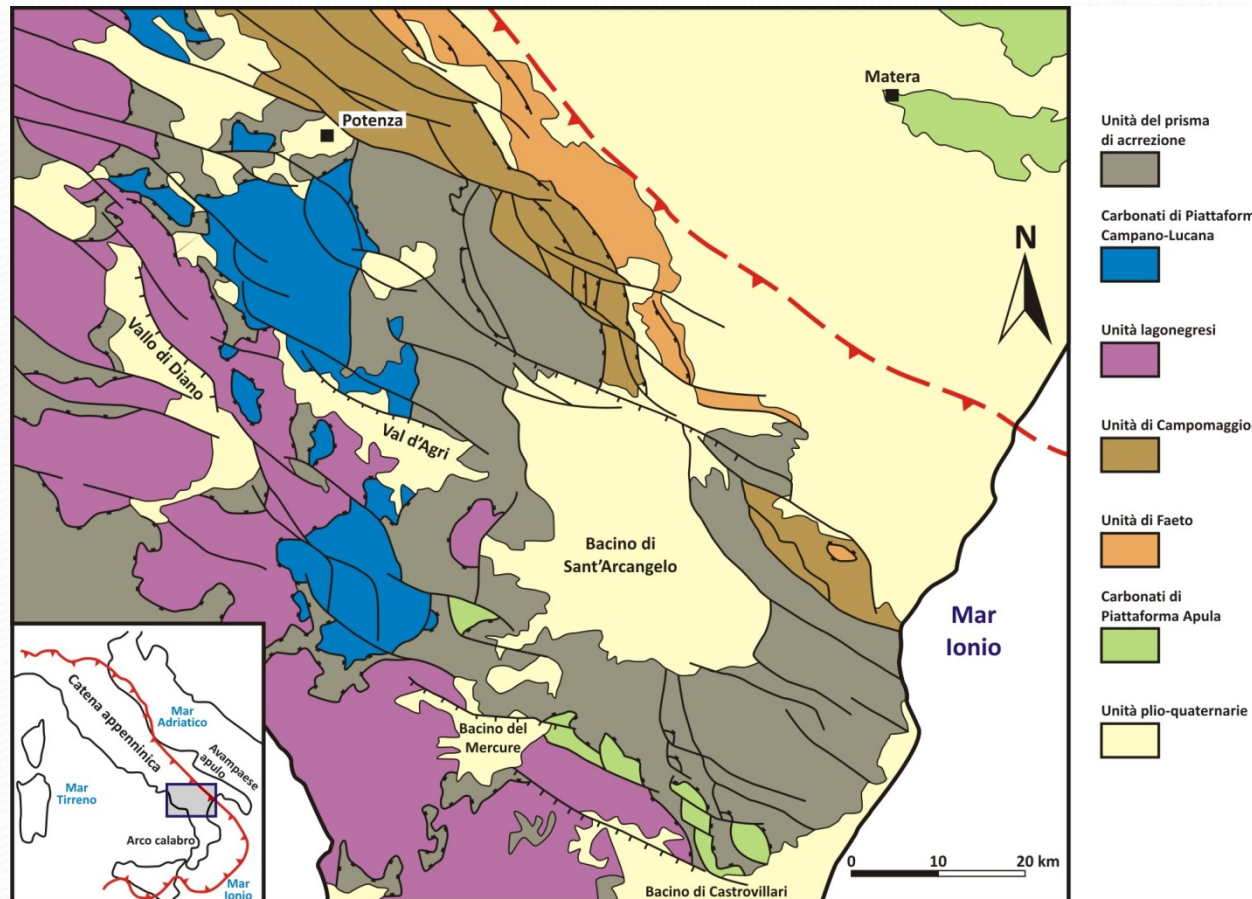 Potenza
Matera
N
Vallo di Diano
Val d'Agri
Bacino di
Sant'Arcangelo
Mar
Ionio
Bacino del
Mercure
Bacino di Castrovillari
0 10 20 km
Catena appenninica
Mar
Adriatico
Avampaese
apulo
Mar
Tirreno
Arco calabro
Mar
Ionio
Unità del prisma
di acrrezione
Carbonati di Piattaform
Campano-Lucana
Unità lagonegresi
Unità di Campomaggior
Unità di Faeto
Carbonati di
Piattaforma Apula
Unità plio-quaternarie